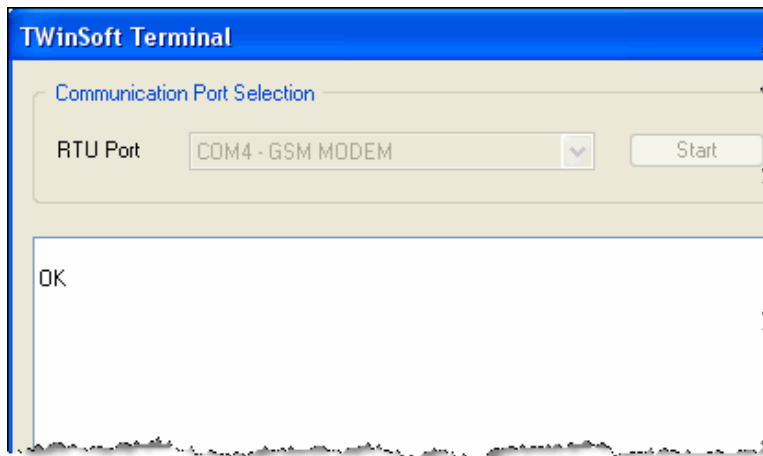 TWinSoft Terminal
Communication Port Selection
RTU Port COM4 - GSM MODEM Start
OK